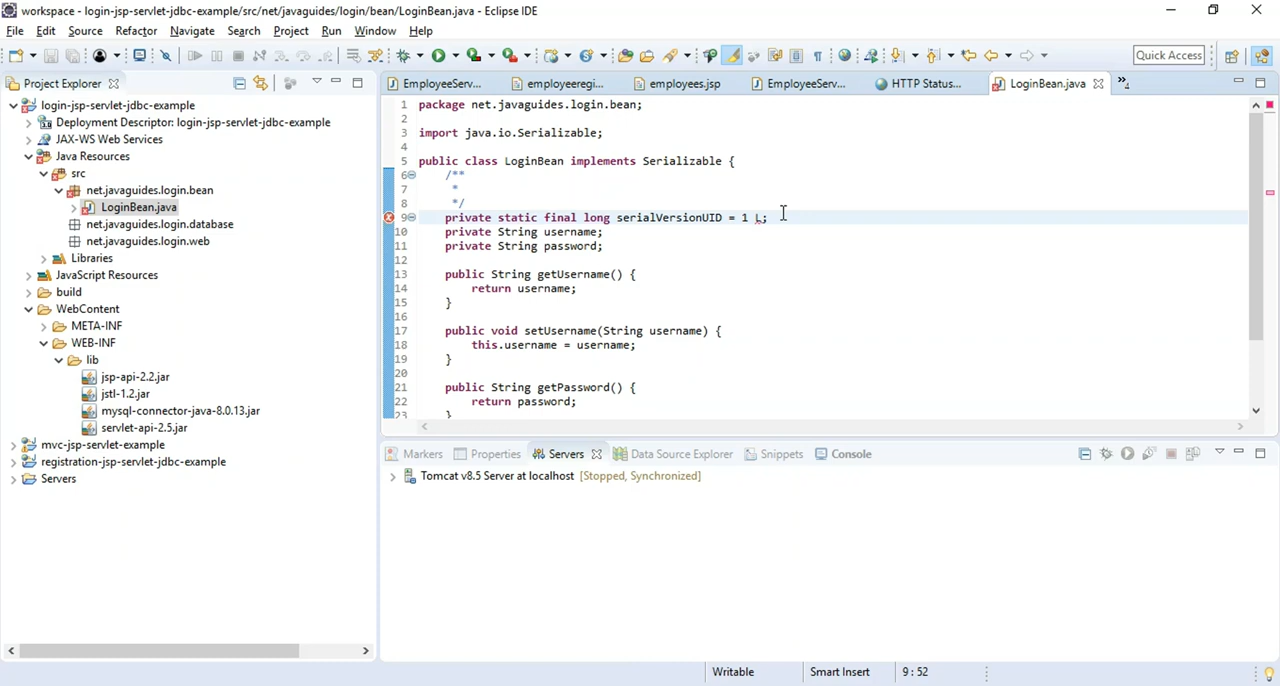 workspace - login-jsp-servlet-jdbc-example/src/net/javaguides/login/bean/LoginBean.java - Eclipse IDE
File Edit Source Refactor Navigate Search Project Run Window Help
Quick Access
Project Explorer
EmployeeServ...
employeeregi...
employees.jsp
EmployeeServ...
HTTP Status...
LoginBean.java
login-jsp-servlet-jdbc-example
Deployment Descriptor: login-jsp-servlet-jdbc-example
JAX-WS Web Services
Java Resources
src
net.javaguides.login.bean
LoginBean.java
net.javaguides.login.database
net.javaguides.login.web
Libraries
JavaScript Resources
build
WebContent
META-INF
WEB-INF
lib
jsp-api-2.2.jar
jstl-1.2.jar
mysql-connector-java-8.0.13.jar
servlet-api-2.5.jar
mvc-jsp-servlet-example
registration-jsp-servlet-jdbc-example
Servers
1 package net.javaguides.login.bean;
2
3 import java.io.Serializable;
4
5 public class LoginBean implements Serializable {
6 /**
7 *
8 */
9 private static final long serialVersionUID = 1 L;
10 private String username;
11 private String password;
12
13 public String getUsername() {
14 return username;
15 }
16
17 public void setUsername(String username) {
18 this.username = username;
19 }
20
21 public String getPassword() {
22 return password;
23 }
Markers Properties Servers Data Source Explorer Snippets Console
Tomcat v8.5 Server at localhost [Stopped, Synchronized]
Writable Smart Insert 9 : 52